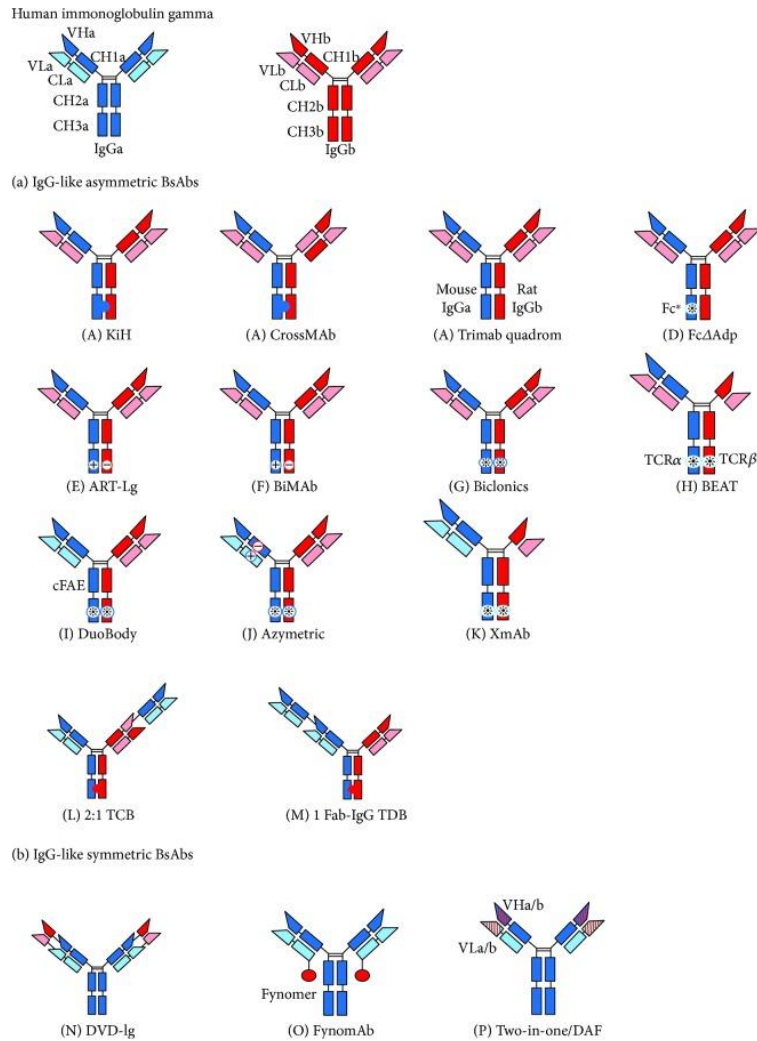 Human immonoglobulin gamma
VHa
CH1a
VLa
CLa
CH2a
CH3a
IgGa
VHb
CH1b
VLb
CLb
CH2b
CH3b
IgGb
(a) IgG-like asymmetric BsAbs
(A) KiH
(A) CrossMAb
Mouse
IgGa
Rat
IgGb
(A) Trimab quadrom
Fc*
(D) FcΔAdp
+ −
(E) ART-Lg
+ −
(F) BiMAb
(G) Biclonics
TCRα
TCRβ
(H) BEAT
cFAE
(I) DuoBody
−
+
(J) Azymetric
(K) XmAb
(L) 2:1 TCB
(M) 1 Fab-IgG TDB
(b) IgG-like symmetric BsAbs
(N) DVD-lg
Fynomer
(O) FynomAb
VHa/b
VLa/b
(P) Two-in-one/DAF